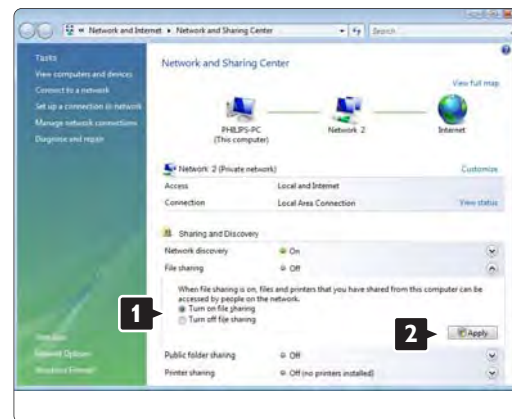 Network and Internet ▸ Network and Sharing Center
Search
Tasks
View computers and devices
Connect to a network
Set up a connection or network
Manage network connections
Diagnose and repair
Network and Sharing Center
View full map
PHILIPS-PC
(This computer)
Network 2
Internet
Network 2 (Private network)
Customize
Access
Local and Internet
Connection
Local Area Connection
View status
Sharing and Discovery
Network discovery
On
File sharing
Off
When file sharing is on, files and printers that you have shared from this computer can be
accessed by people on the network.
1
Turn on file sharing
Turn off file sharing
2
Apply
Public folder sharing
Off
Printer sharing
Off (no printers installed)
Internet Options
Windows Firewall